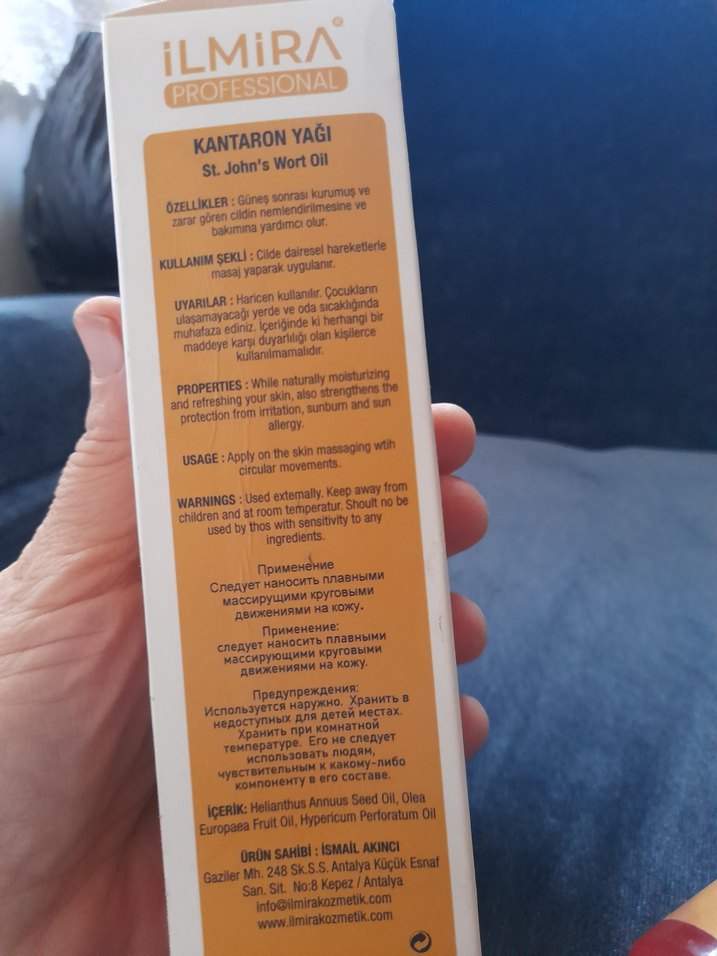 iLMiRA®
PROFESSIONAL
KANTARON YAĞI
St. John's Wort Oil
ÖZELLİKLER : Güneş sonrası kurumuş ve
zarar gören cildin nemlendirilmesine ve
bakımına yardımcı olur.
KULLANIM ŞEKLİ : Cilde dairesel hareketlerle
masaj yaparak uygulanır.
UYARILAR : Haricen kullanılır. Çocukların
ulaşamayacağı yerde ve oda sıcaklığında
muhafaza ediniz. İçeriğinde ki herhangi bir
maddeye karşı duyarlılığı olan kişilerce
kullanılmamalıdır.
PROPERTIES : While naturally moisturizing
and refreshing your skin, also strengthens the
protection from irritation, sunburn and sun
allergy.
USAGE : Apply on the skin massaging wtih
circular movements.
WARNINGS : Used externally. Keep away from
children and at room temperatur. Shoult no be
used by thos with sensitivity to any
ingredients.
Применение
Следует наносить плавными
массирущими круговыми
движениями на кожу.
Применение:
следует наносить плавными
массирующими круговыми
движениями на кожу.
Предупреждения:
Используется наружно. Хранить в
недоступных для детей местах.
Хранить при комнатной
температуре. Его не следует
использовать людям,
чувствительным к какому-либо
компоненту в его составе.
İÇERİK: Helianthus Annuus Seed Oil, Olea
Europaea Fruit Oil, Hypericum Perforatum Oil
ÜRÜN SAHİBİ : İSMAİL AKINCI
Gaziler Mh. 248 Sk.S.S. Antalya Küçük Esnaf
San. Sit. No:8 Kepez / Antalya
info@ilmirakozmetik.com
www.ilmirakozmetik.com